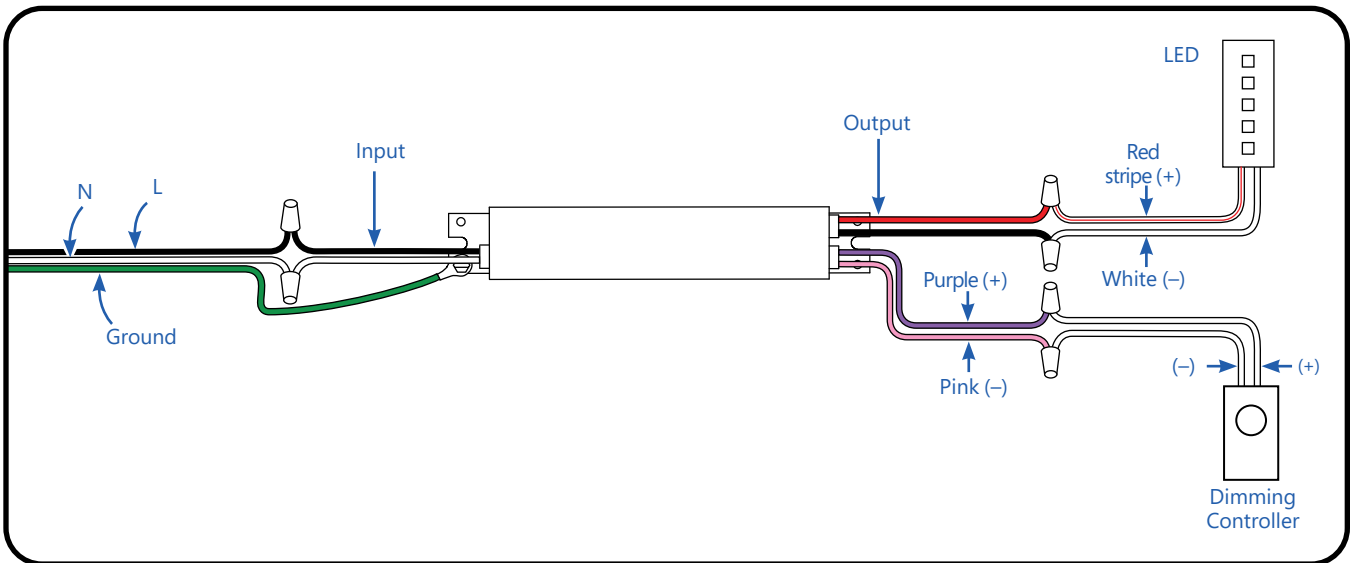 LED
Output
Input
Red
stripe (+)
N
L
Purple (+)
White (–)
Ground
Pink (–)
(–)
(+)
Dimming
Controller